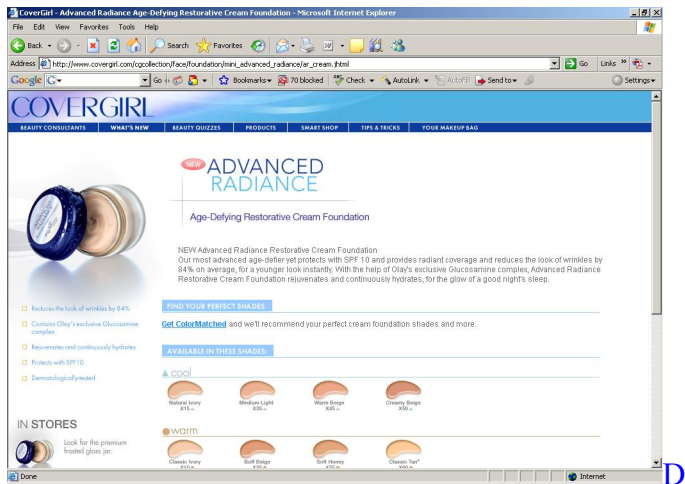 CoverGirl - Advanced Radiance Age-Defying Restorative Cream Foundation - Microsoft Internet Explorer
File Edit View Favorites Tools Help
Back Search Favorites
Address http://www.covergirl.com/cgcollection/face/foundation/mini_advanced_radiance/ar_cream.jhtml Go Links »
Google G Go Bookmarks 70 blocked Check AutoLink AutoFill Send to Settings
COVERGIRL
BEAUTY CONSULTANTS WHAT'S NEW BEAUTY QUIZZES PRODUCTS SMART SHOP TIPS & TRICKS YOUR MAKEUP BAG
NEW ADVANCED
RADIANCE
Age-Defying Restorative Cream Foundation
NEW Advanced Radiance Restorative Cream Foundation
Our most advanced age-defier yet protects with SPF 10 and provides radiant coverage and reduces the look of wrinkles by
84% on average, for a younger look instantly. With the help of Olay's exclusive Glucosamine complex, Advanced Radiance
Restorative Cream Foundation rejuvenates and continuously hydrates, for the glow of a good night's sleep.
Reduces the look of wrinkles by 84%
Contains Olay's exclusive Glucosamine
complex
Rejuvenates and continuously hydrates
Protects with SPF10
Dermatologically-tested
FIND YOUR PERFECT SHADES
Get ColorMatched and we'll recommend your perfect cream foundation shades and more.
AVAILABLE IN THESE SHADES:
cool
Natural Ivory Medium Light Warm Beige Creamy Beige
X15 X35 X45 X50
warm
Classic Ivory Buff Beige Soft Honey Classic Tan*
IN STORES
Look for the premium
frosted glass jar.
Done Internet
D